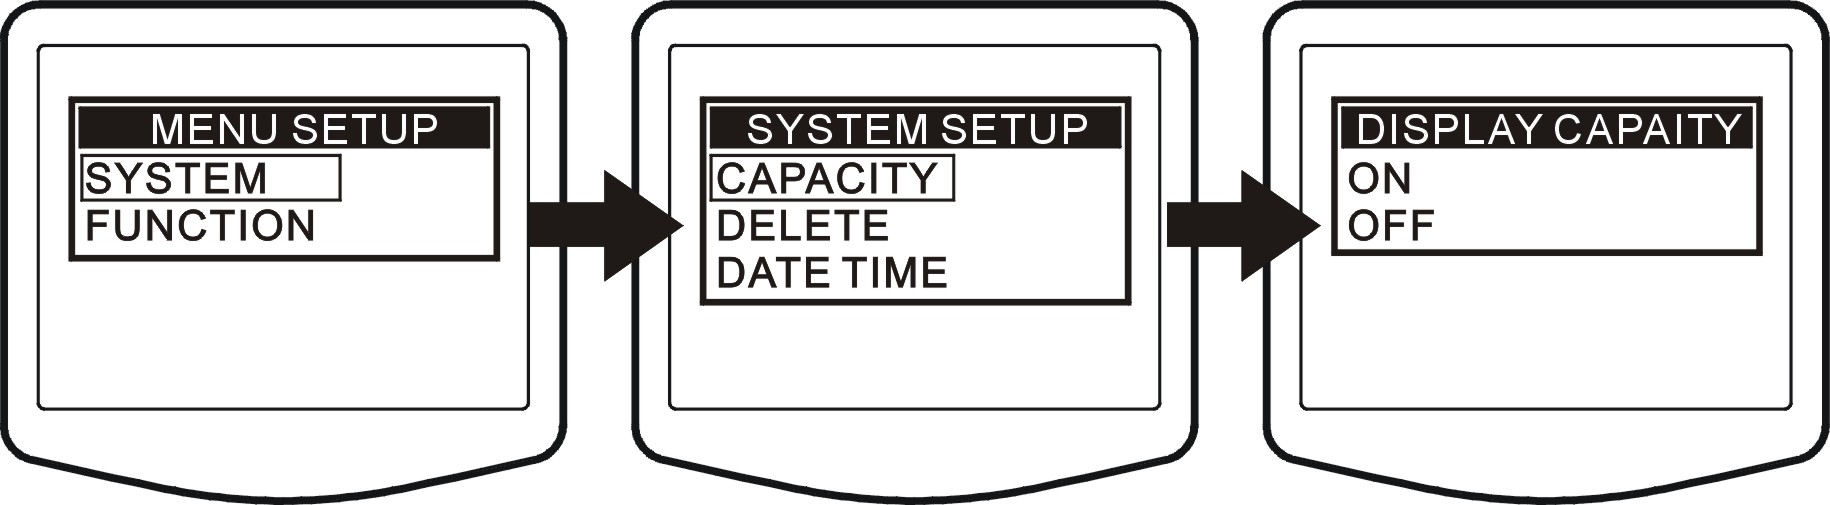 MENU SETUP
SYSTEM
FUNCTION
SYSTEM SETUP
CAPACITY
DELETE
DATE TIME
DISPLAY CAPAITY
ON
OFF